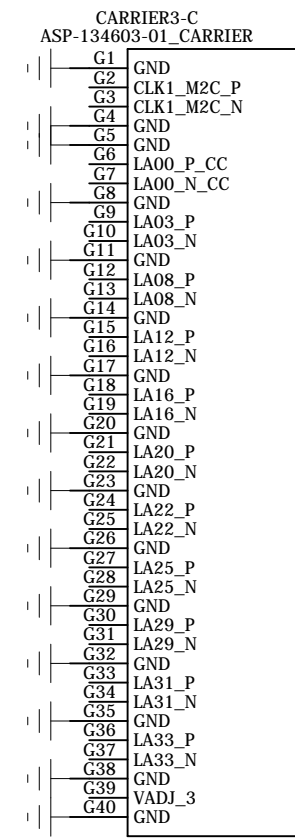 CARRIER3-C
ASP-134603-01_CARRIER
G1 GND
G2 CLK1_M2C_P
G3 CLK1_M2C_N
G4 GND
G5 GND
G6 LA00_P_CC
G7 LA00_N_CC
G8 GND
G9 LA03_P
G10 LA03_N
G11 GND
G12 LA08_P
G13 LA08_N
G14 GND
G15 LA12_P
G16 LA12_N
G17 GND
G18 LA16_P
G19 LA16_N
G20 GND
G21 LA20_P
G22 LA20_N
G23 GND
G24 LA22_P
G25 LA22_N
G26 GND
G27 LA25_P
G28 LA25_N
G29 GND
G30 LA29_P
G31 LA29_N
G32 GND
G33 LA31_P
G34 LA31_N
G35 GND
G36 LA33_P
G37 LA33_N
G38 GND
G39 VADJ_3
G40 GND